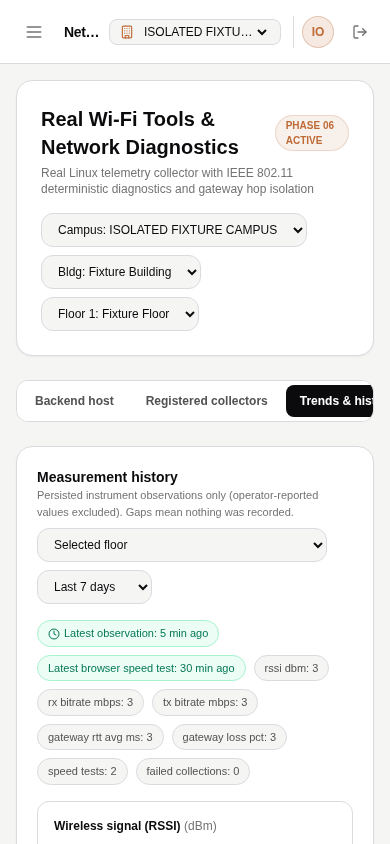 Net…
ISOLATED FIXTU…
IO
Real Wi-Fi Tools &
Network Diagnostics
PHASE 06
ACTIVE
Real Linux telemetry collector with IEEE 802.11
deterministic diagnostics and gateway hop isolation
Campus: ISOLATED FIXTURE CAMPUS
Bldg: Fixture Building
Floor 1: Fixture Floor
Backend host
Registered collectors
Trends & hist
Measurement history
Persisted instrument observations only (operator-reported
values excluded). Gaps mean nothing was recorded.
Selected floor
Last 7 days
Latest observation: 5 min ago
Latest browser speed test: 30 min ago
rssi dbm: 3
rx bitrate mbps: 3
tx bitrate mbps: 3
gateway rtt avg ms: 3
gateway loss pct: 3
speed tests: 2
failed collections: 0
Wireless signal (RSSI) (dBm)